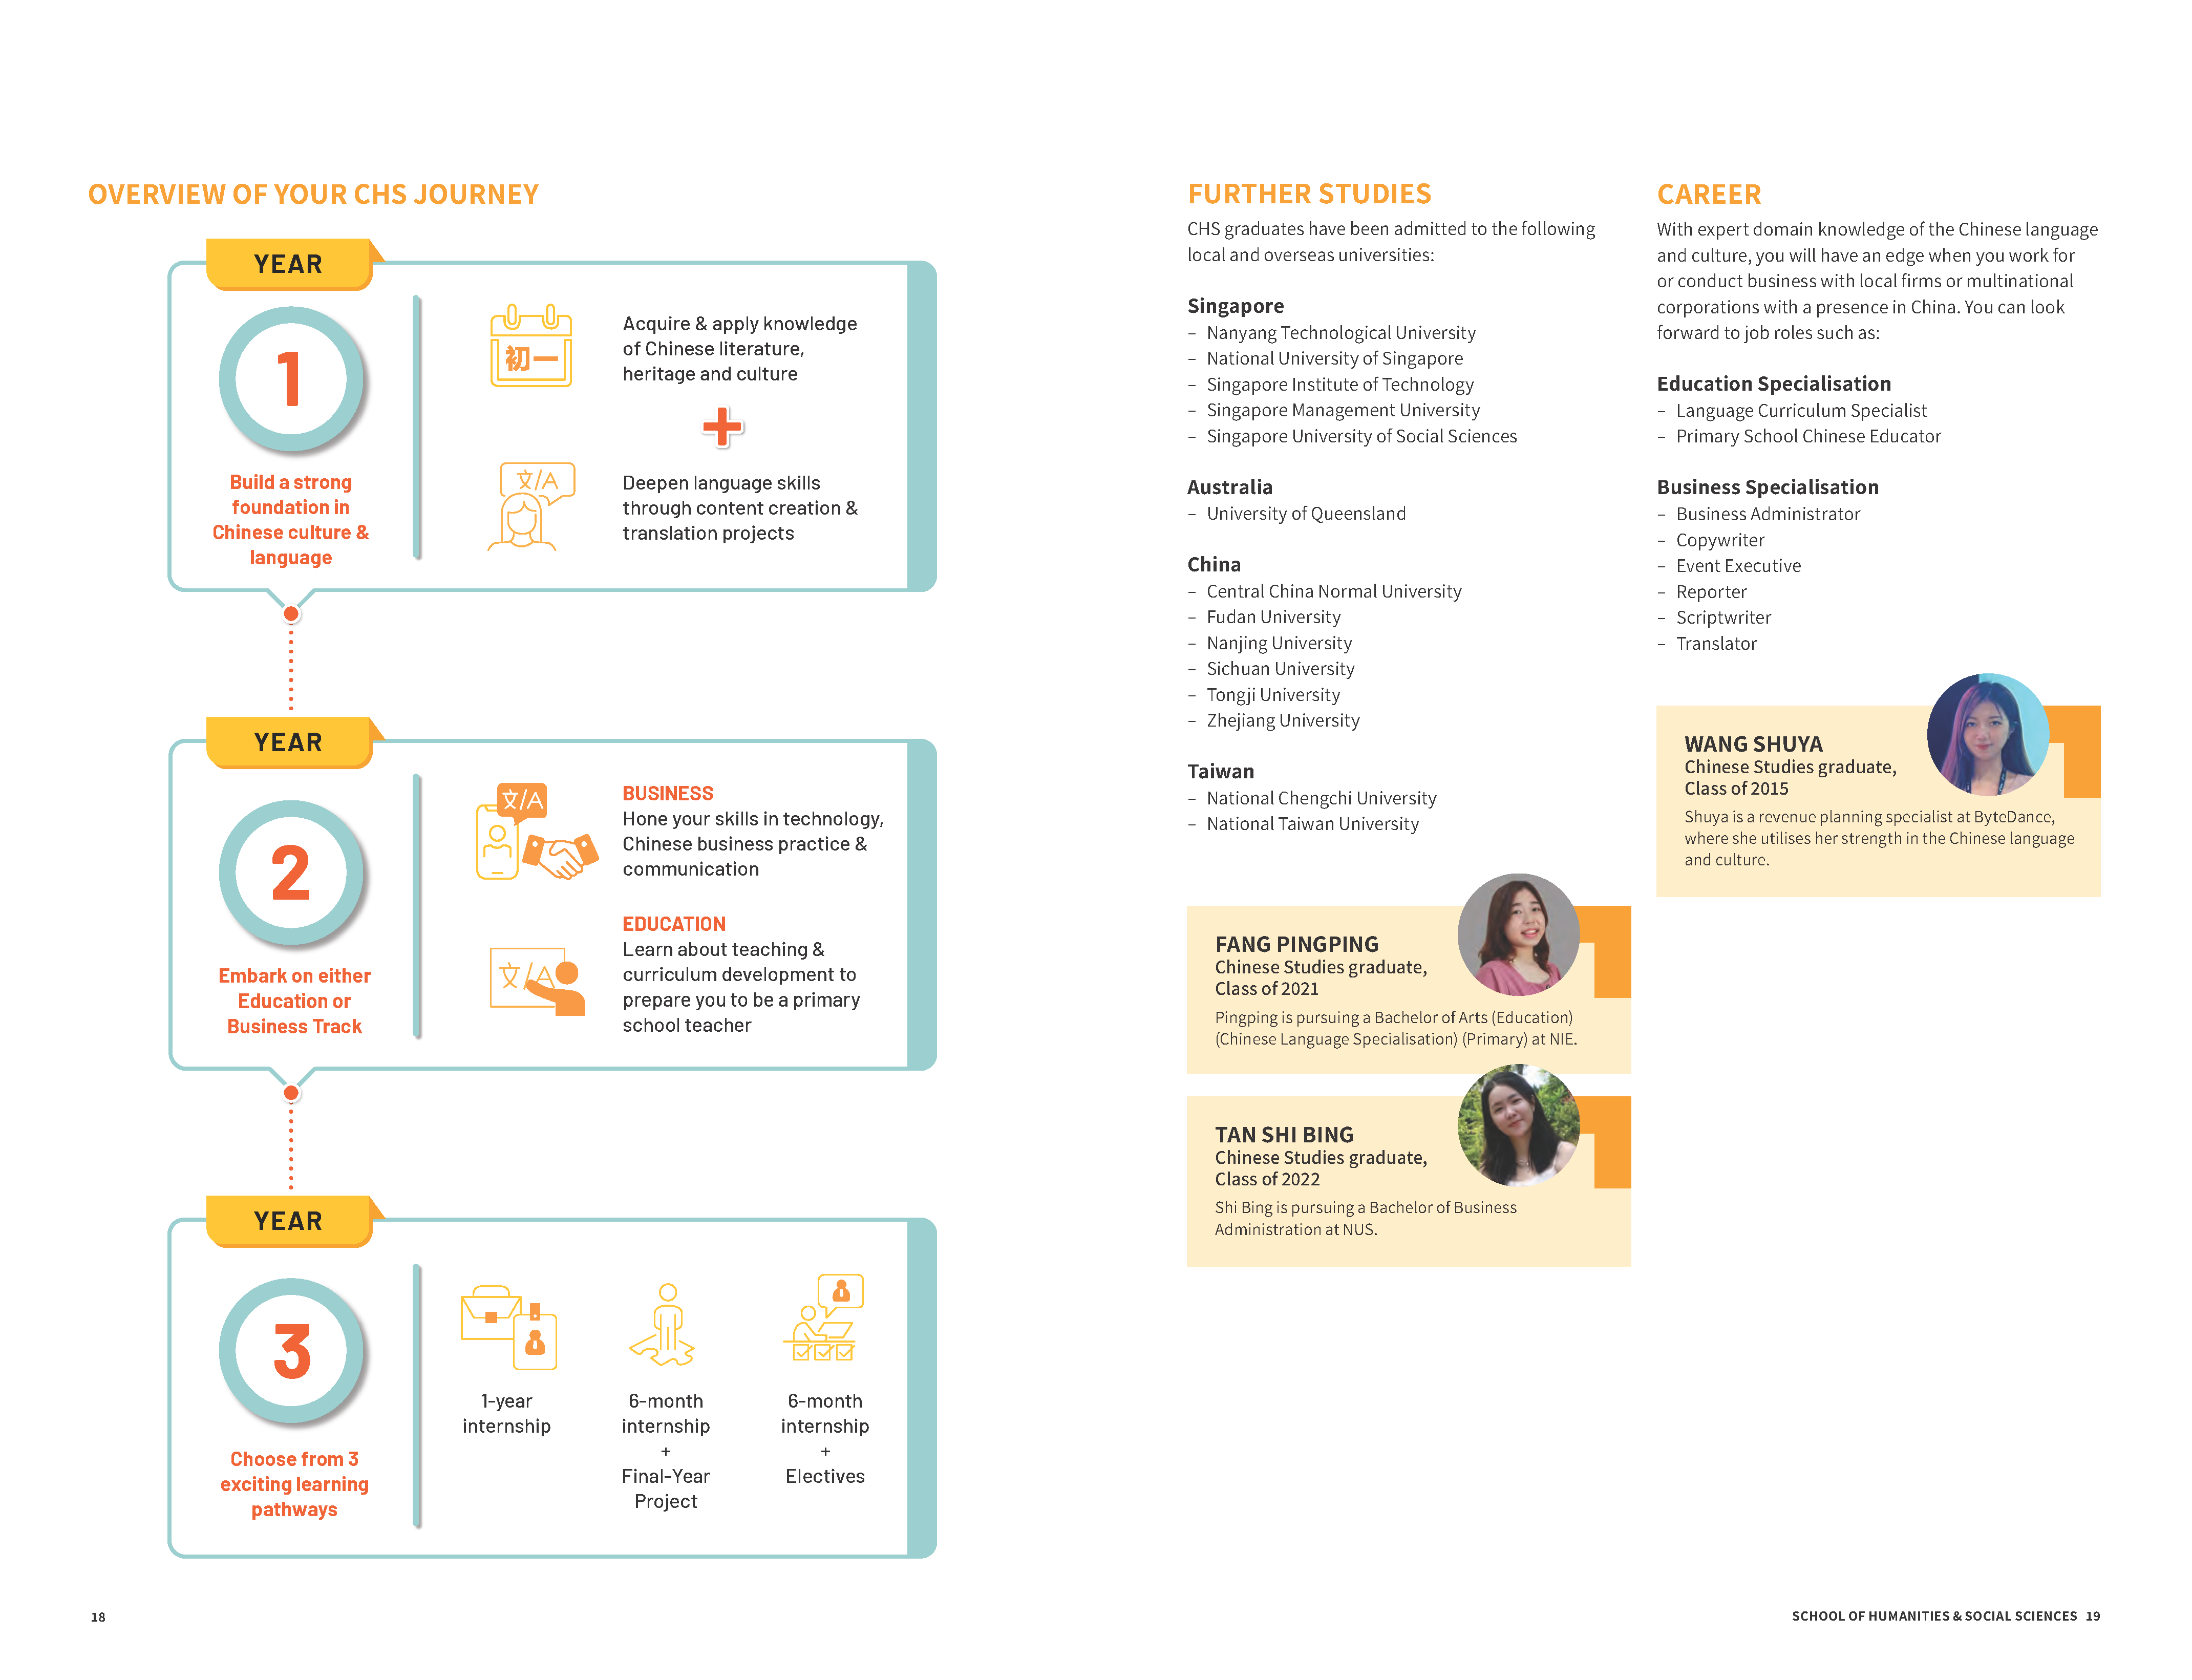 OVERVIEW OF YOUR CHS JOURNEY
YEAR
1
Build a strong
foundation in
Chinese culture &
language
初一
Acquire & apply knowledge
of Chinese literature,
heritage and culture
+
文/A
Deepen language skills
through content creation &
translation projects
YEAR
2
Embark on either
Education or
Business Track
文/A
BUSINESS
Hone your skills in technology,
Chinese business practice &
communication
文/A
EDUCATION
Learn about teaching &
curriculum development to
prepare you to be a primary
school teacher
YEAR
3
Choose from 3
exciting learning
pathways
1-year
internship
6-month
internship
+
Final-Year
Project
6-month
internship
+
Electives
18
FURTHER STUDIES
CHS graduates have been admitted to the following
local and overseas universities:
Singapore
– Nanyang Technological University
– National University of Singapore
– Singapore Institute of Technology
– Singapore Management University
– Singapore University of Social Sciences
Australia
– University of Queensland
China
– Central China Normal University
– Fudan University
– Nanjing University
– Sichuan University
– Tongji University
– Zhejiang University
Taiwan
– National Chengchi University
– National Taiwan University
FANG PINGPING
Chinese Studies graduate,
Class of 2021
Pingping is pursuing a Bachelor of Arts (Education)
(Chinese Language Specialisation) (Primary) at NIE.
TAN SHI BING
Chinese Studies graduate,
Class of 2022
Shi Bing is pursuing a Bachelor of Business
Administration at NUS.
CAREER
With expert domain knowledge of the Chinese language
and culture, you will have an edge when you work for
or conduct business with local firms or multinational
corporations with a presence in China. You can look
forward to job roles such as:
Education Specialisation
– Language Curriculum Specialist
– Primary School Chinese Educator
Business Specialisation
– Business Administrator
– Copywriter
– Event Executive
– Reporter
– Scriptwriter
– Translator
WANG SHUYA
Chinese Studies graduate,
Class of 2015
Shuya is a revenue planning specialist at ByteDance,
where she utilises her strength in the Chinese language
and culture.
SCHOOL OF HUMANITIES & SOCIAL SCIENCES 19